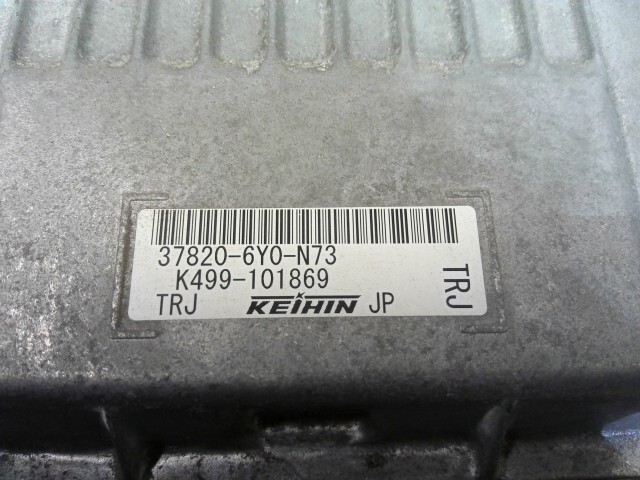 37820-6Y0-N73
K499-101869
TRJ KEIHIN JP
TRJ